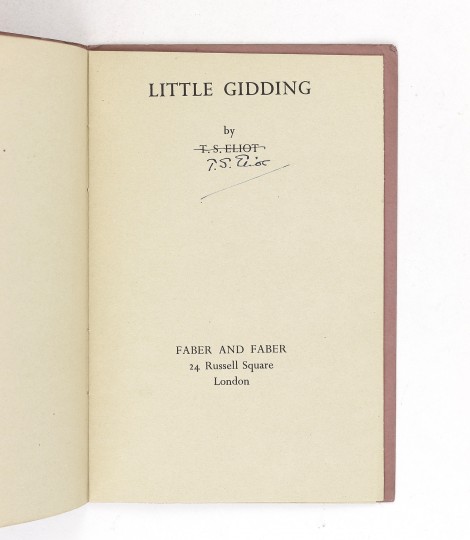 LITTLE GIDDING
by
T. S. ELIOT
T. S. Eliot
FABER AND FABER
24 Russell Square
London